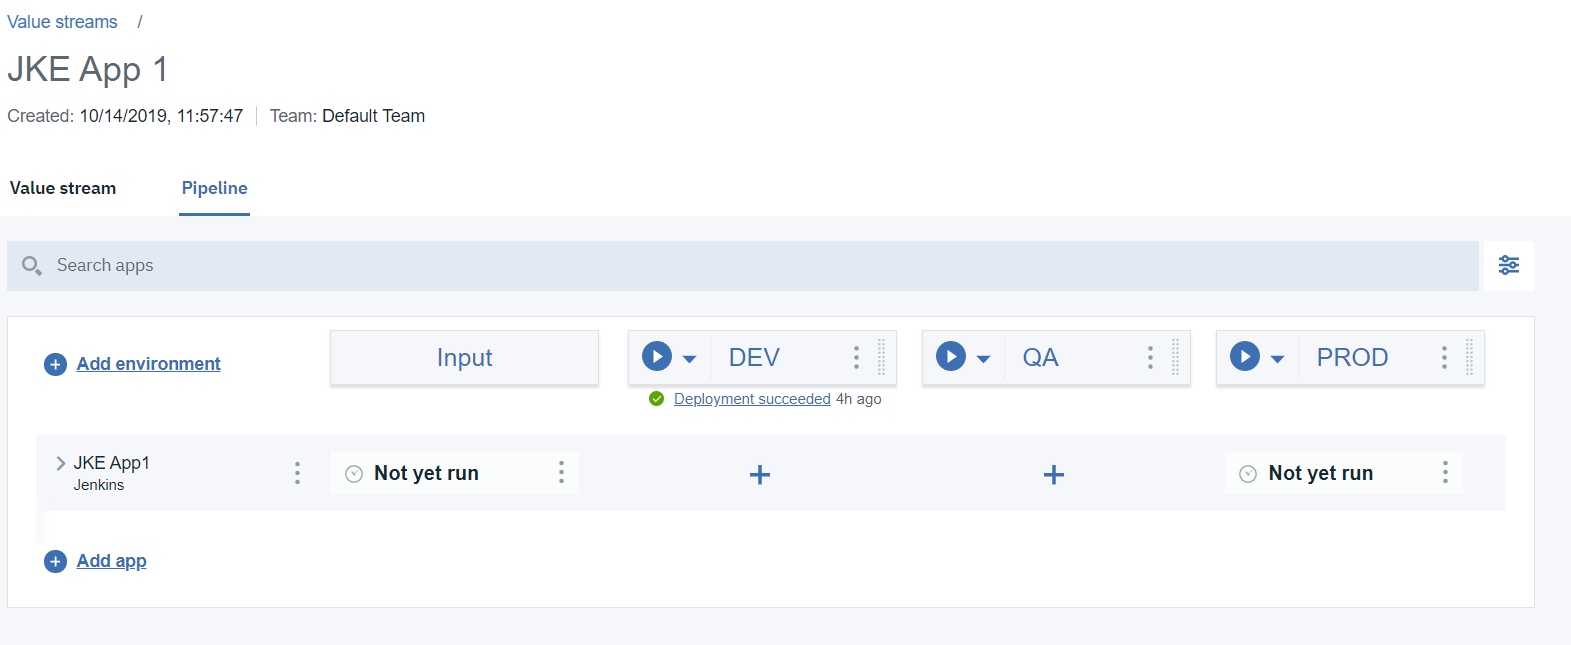 Value streams /
JKE App 1
Created: 10/14/2019, 11:57:47 Team: Default Team
Value stream Pipeline
Search apps
Add environment Input DEV QA PROD
Deployment succeeded 4h ago
JKE App1
Jenkins
Not yet run Not yet run
Add app